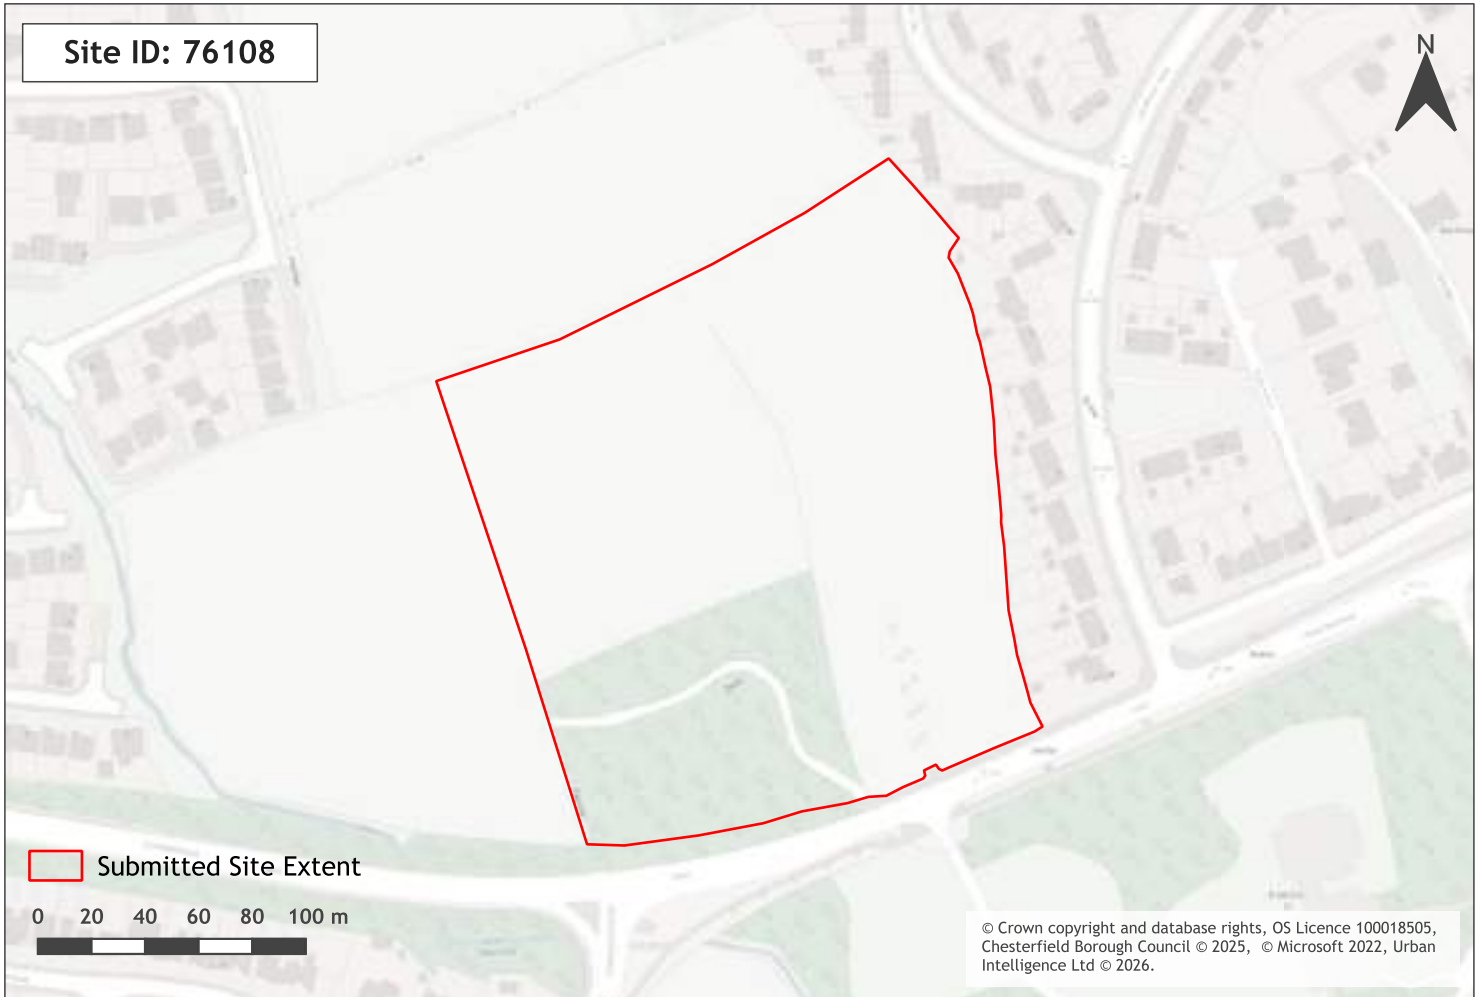 Site ID: 76108
N
Submitted Site Extent
0 20 40 60 80 100 m
© Crown copyright and database rights, OS Licence 100018505,
Chesterfield Borough Council © 2025, © Microsoft 2022, Urban
Intelligence Ltd © 2026.